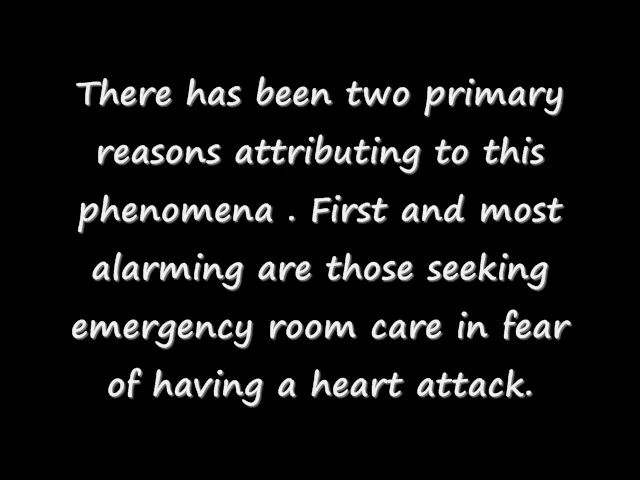 There has been two primary
reasons attributing to this
phenomena . First and most
alarming are those seeking
emergency room care in fear
of having a heart attack.